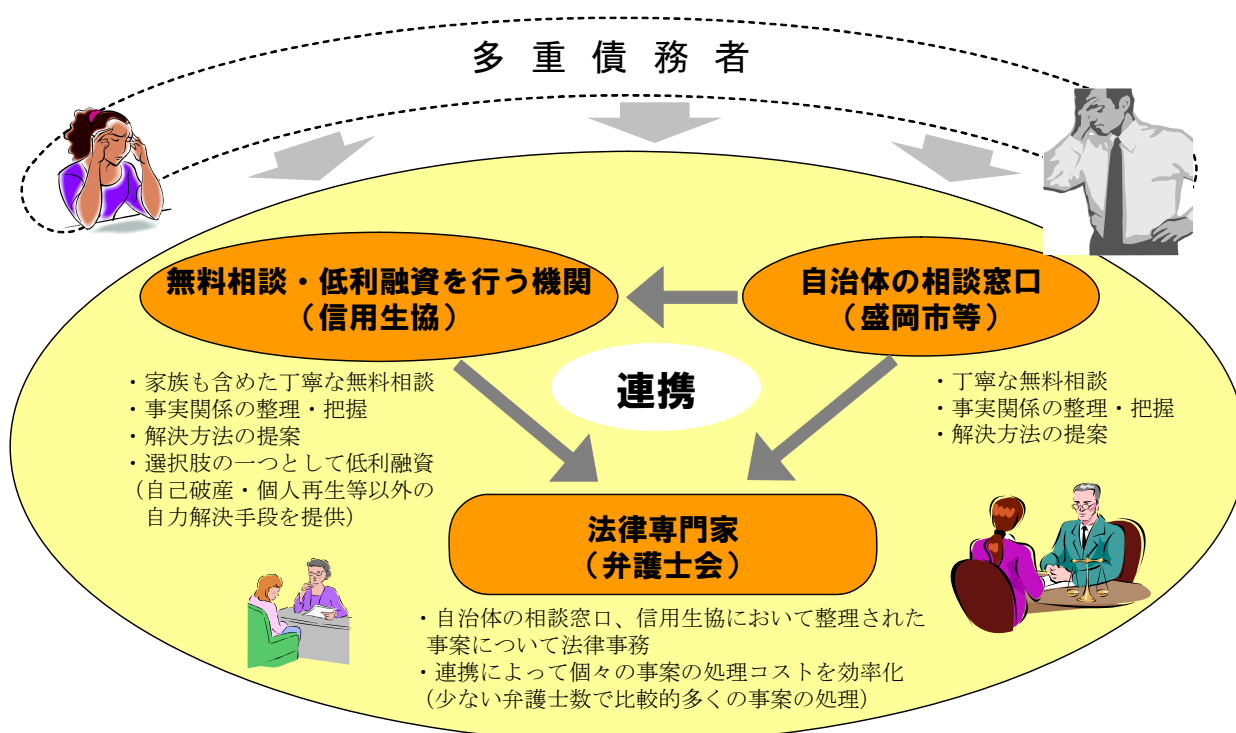 多重債務者
無料相談・低利融資を行う機関
（信用生協）
自治体の相談窓口
（盛岡市等）
連携
・家族も含めた丁寧な無料相談
・事実関係の整理・把握
・解決方法の提案
・選択肢の一つとして低利融資
（自己破産・個人再生等以外の
自力解決手段を提供）
・丁寧な無料相談
・事実関係の整理・把握
・解決方法の提案
法律専門家
（弁護士会）
・自治体の相談窓口、信用生協において整理された
事案について法律事務
・連携によって個々の事案の処理コストを効率化
（少ない弁護士数で比較的多くの事案の処理）